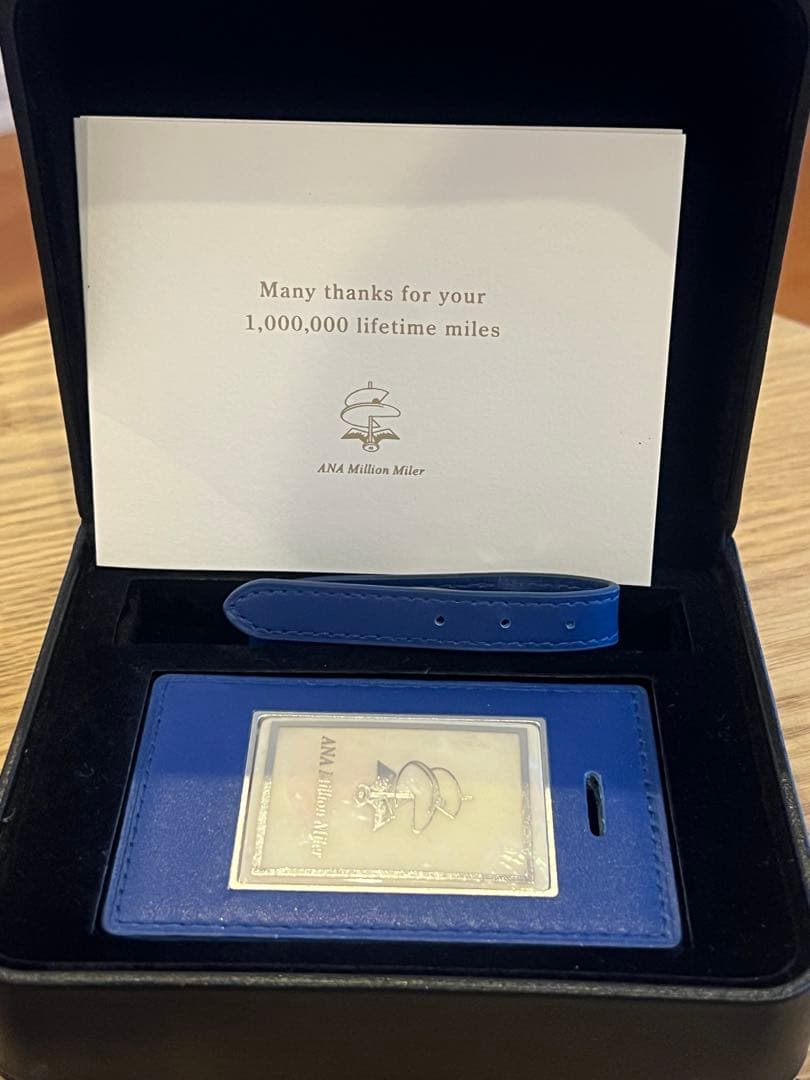 Many thanks for your
1,000,000 lifetime miles
ANA Million Miler
ANA Million Miler